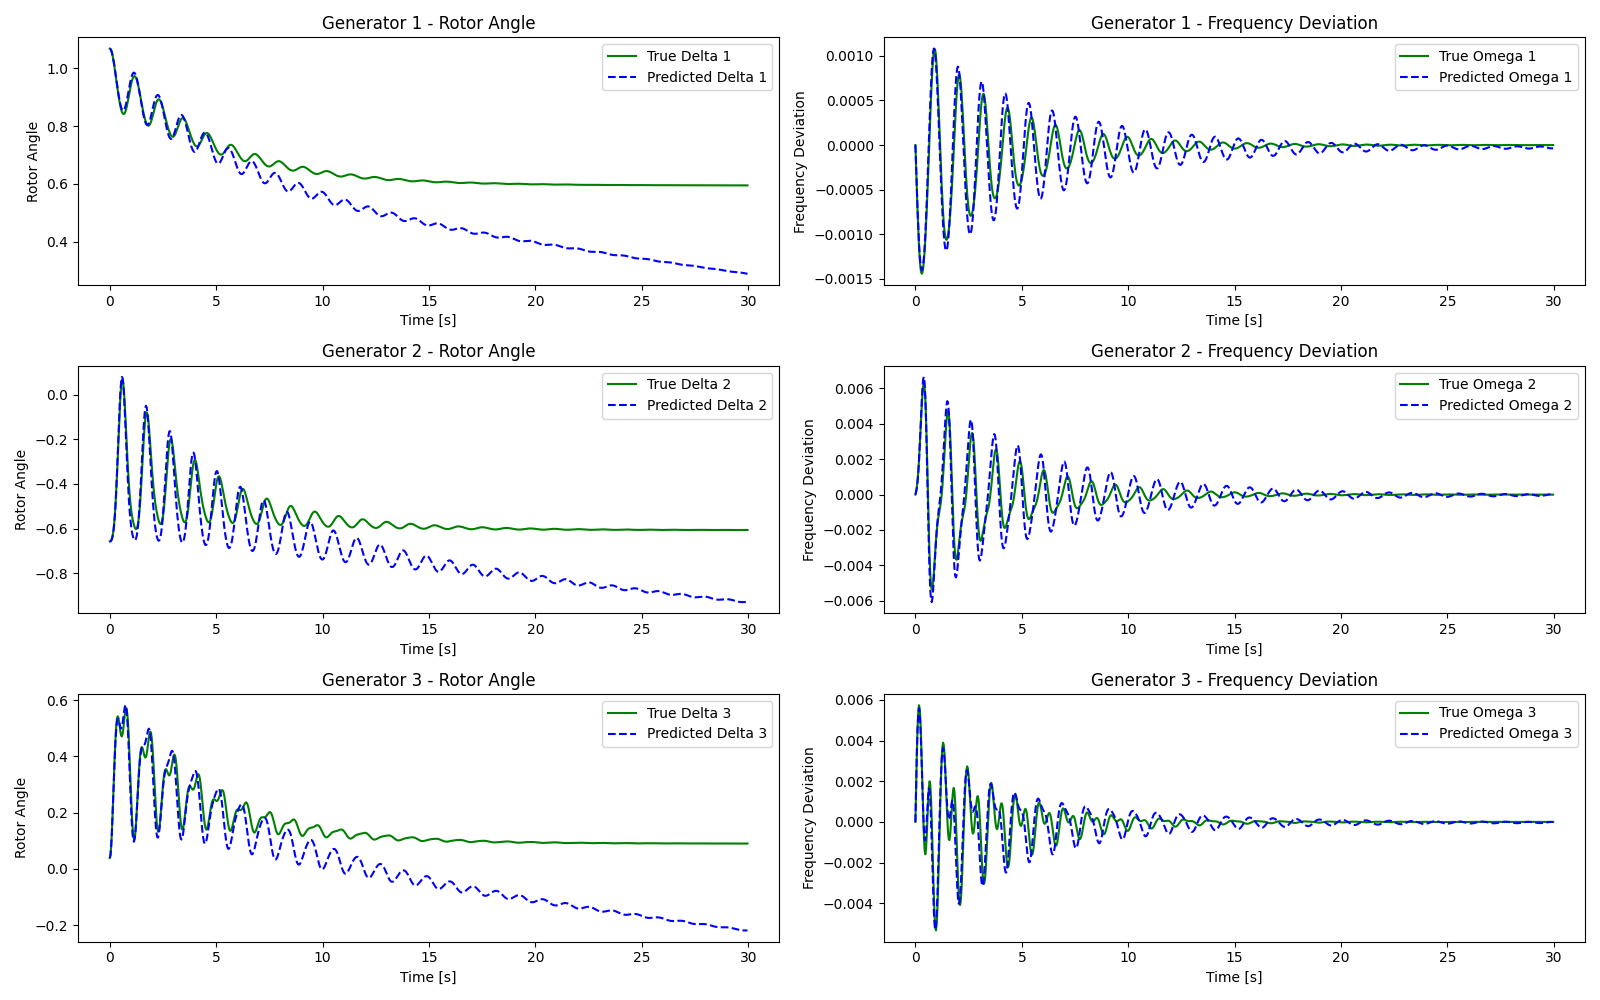 Generator 1 - Rotor Angle
True Delta 1
Predicted Delta 1
1.0
0.8
0.6
0.4
Rotor Angle
0 5 10 15 20 25 30
Time [s]
Generator 1 - Frequency Deviation
True Omega 1
Predicted Omega 1
0.0010
0.0005
0.0000
−0.0005
−0.0010
−0.0015
Frequency Deviation
0 5 10 15 20 25 30
Time [s]
Generator 2 - Rotor Angle
True Delta 2
Predicted Delta 2
0.0
−0.2
−0.4
−0.6
−0.8
Rotor Angle
0 5 10 15 20 25 30
Time [s]
Generator 2 - Frequency Deviation
True Omega 2
Predicted Omega 2
0.006
0.004
0.002
0.000
−0.002
−0.004
−0.006
Frequency Deviation
0 5 10 15 20 25 30
Time [s]
Generator 3 - Rotor Angle
True Delta 3
Predicted Delta 3
0.6
0.4
0.2
0.0
−0.2
Rotor Angle
0 5 10 15 20 25 30
Time [s]
Generator 3 - Frequency Deviation
True Omega 3
Predicted Omega 3
0.006
0.004
0.002
0.000
−0.002
−0.004
Frequency Deviation
0 5 10 15 20 25 30
Time [s]